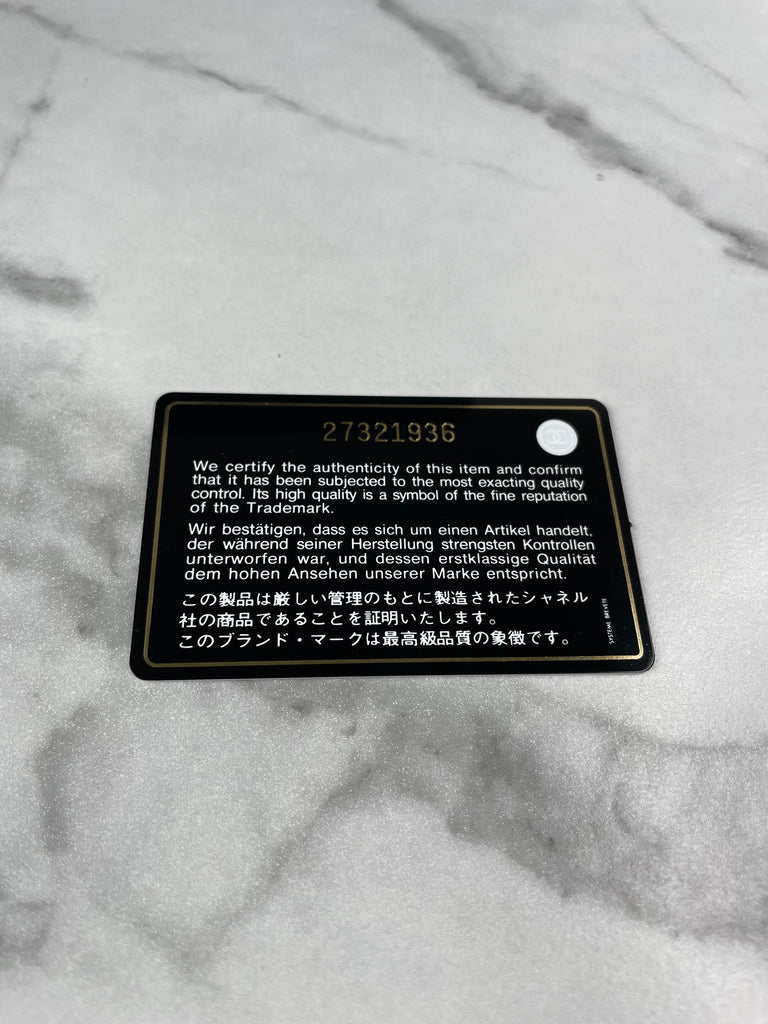 27321936
We certify the authenticity of this item and confirm
that it has been subjected to the most exacting quality
control. Its high quality is a symbol of the fine reputation
of the Trademark.
Wir bestätigen, dass es sich um einen Artikel handelt,
der während seiner Herstellung strengsten Kontrollen
unterworfen war, und dessen erstklassige Qualität
dem hohen Ansehen unserer Marke entspricht.
この製品は厳しい管理のもとに製造されたシャネル
社の商品であることを証明いたします。
このブランド・マークは最高級品質の象徴です。
SYSTEME BREVETE